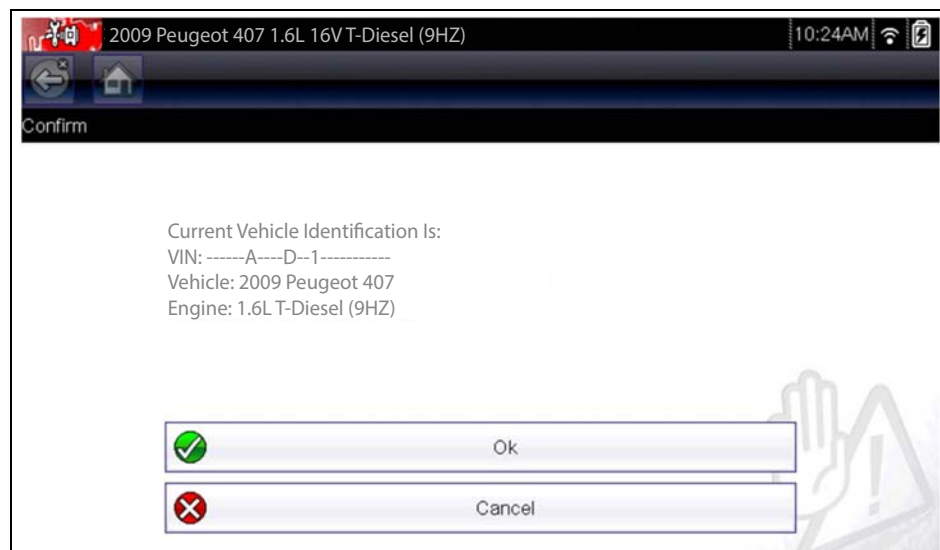 2009 Peugeot 407 1.6L 16V T-Diesel (9HZ) 10:24AM
Confirm
Current Vehicle Identification Is:
VIN: ------A----D--1-----------
Vehicle: 2009 Peugeot 407
Engine: 1.6L T-Diesel (9HZ)
Ok
Cancel